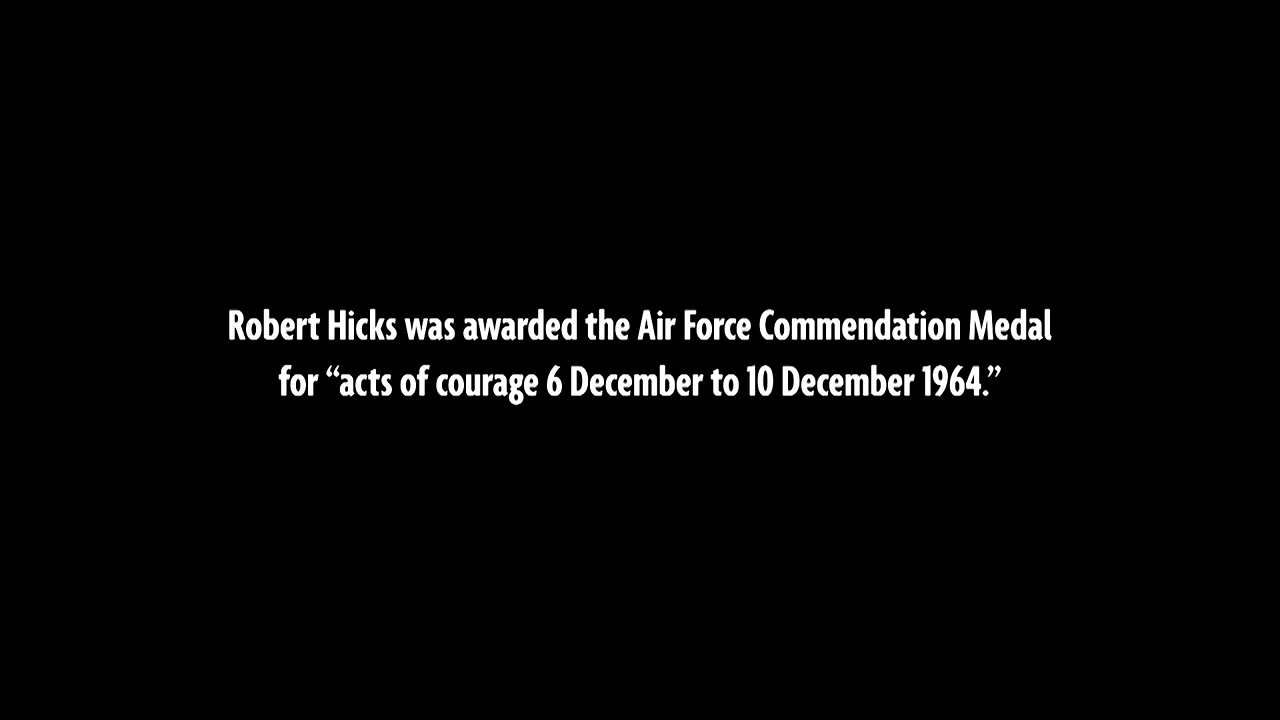 Robert Hicks was awarded the Air Force Commendation Medal
for “acts of courage 6 December to 10 December 1964.”